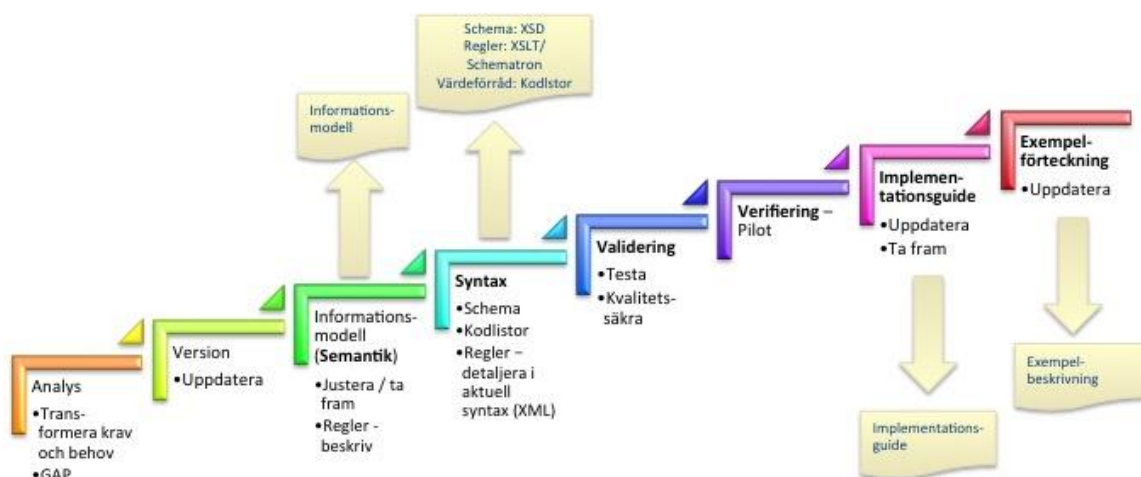 Schema: XSD
Regler: XSLT/
Schematron
Värdeförråd: Kodlstor
Informations-
modell
Analys
•Trans-
formera krav
och behov
•GAP
Version
•Uppdatera
Informations-
modell
(Semantik)
•Justera / ta
fram
•Regler -
beskriv
Syntax
•Schema
•Kodlistor
•Regler –
detaljera i
aktuell
syntax (XML)
Validering
•Testa
•Kvalitets-
säkra
Verifiering –
Pilot
Implemen-
tationsguide
•Uppdatera
•Ta fram
Exempel-
förteckning
•Uppdatera
Implementations-
guide
Exempel-
beskrivning